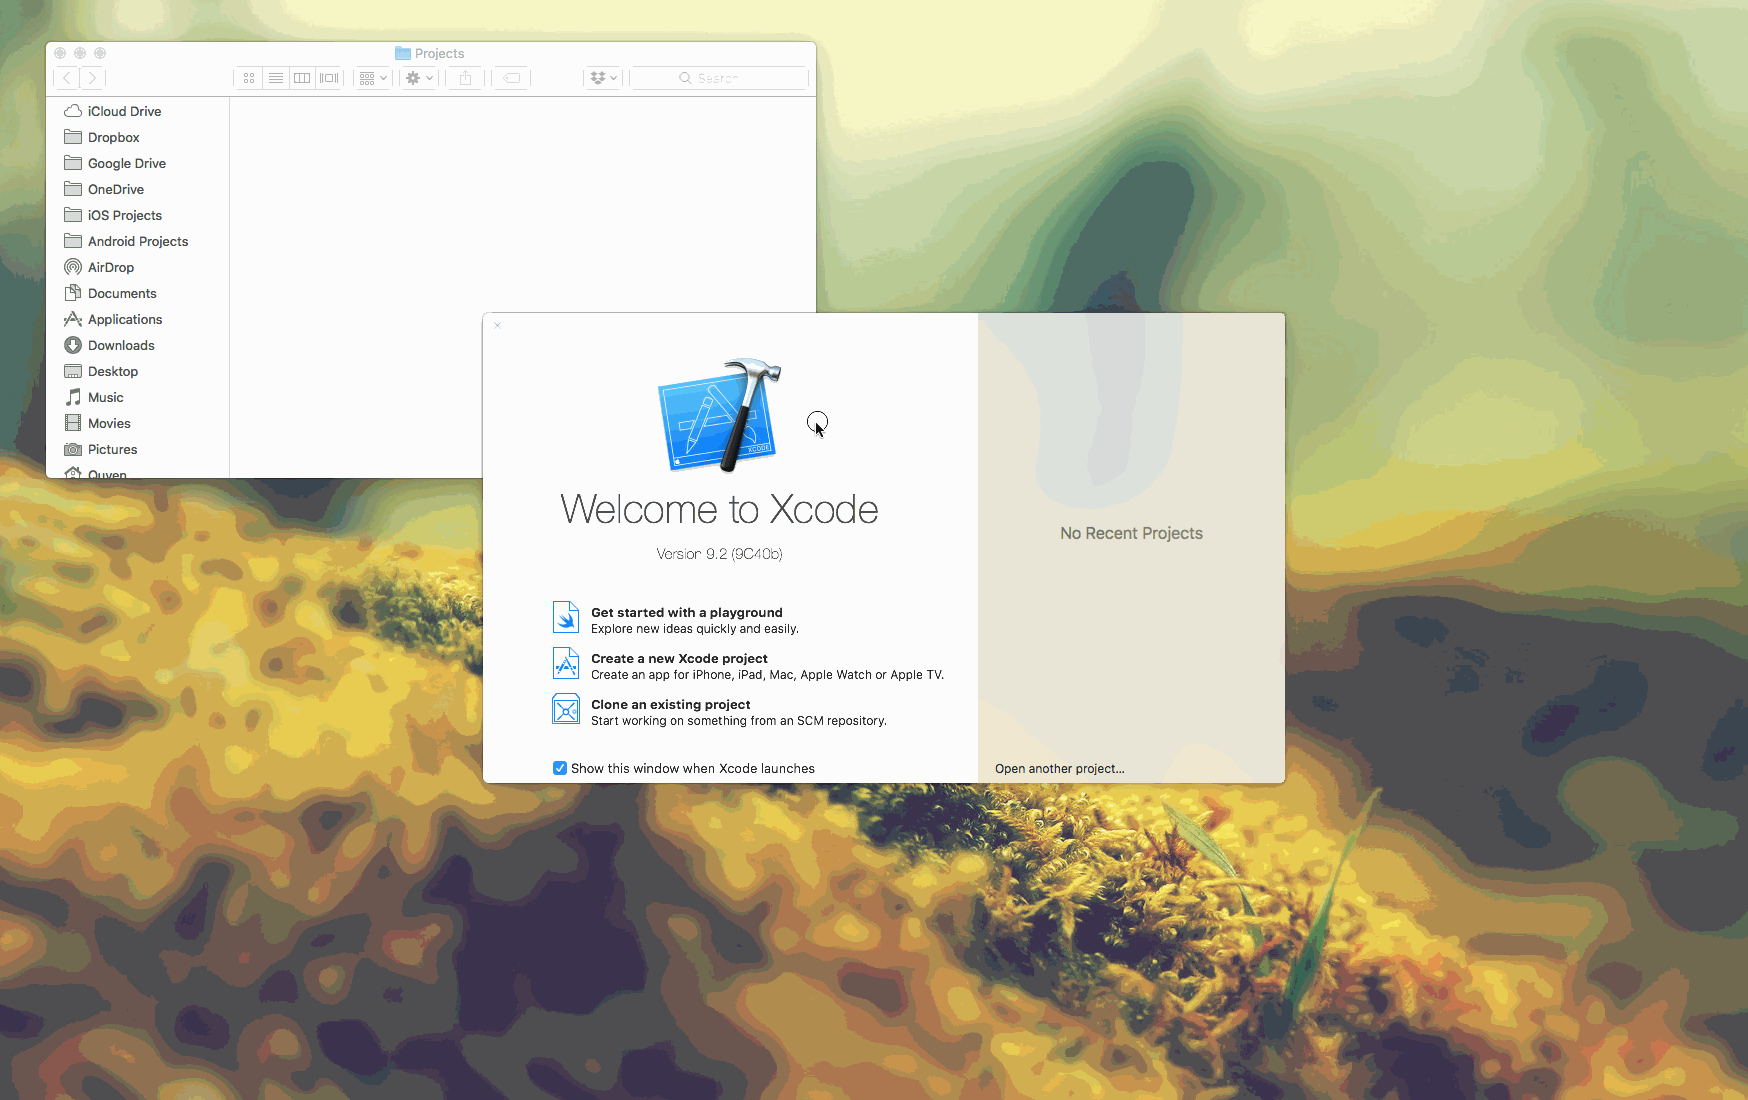 Projects
Search
iCloud Drive
Dropbox
Google Drive
OneDrive
iOS Projects
Android Projects
AirDrop
Documents
Applications
Downloads
Desktop
Music
Movies
Pictures
Quyen
XCODE
Welcome to Xcode
Version 9.2 (9C40b)
Get started with a playground
Explore new ideas quickly and easily.
Create a new Xcode project
Create an app for iPhone, iPad, Mac, Apple Watch or Apple TV.
Clone an existing project
Start working on something from an SCM repository.
Show this window when Xcode launches
No Recent Projects
Open another project...